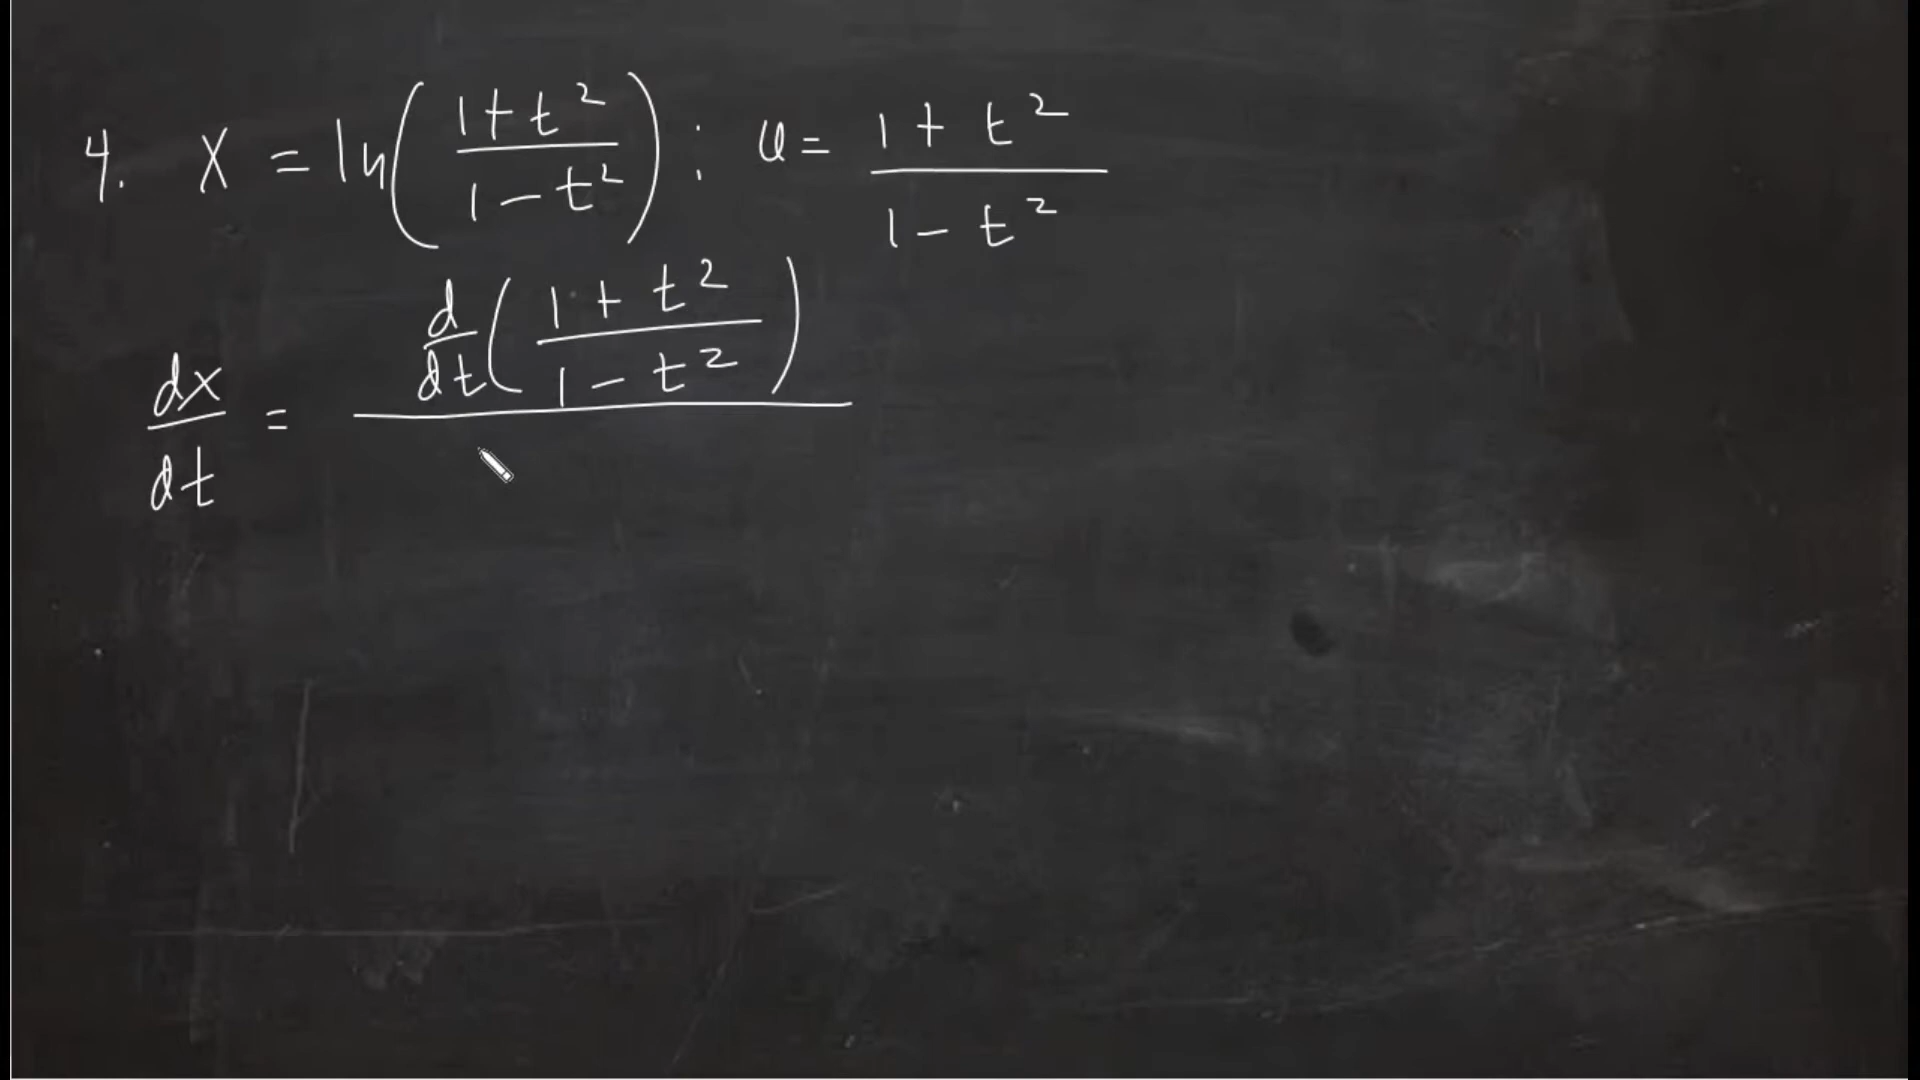 4. x = ln((1+t²)/(1-t²)) : u = (1+t²)/(1-t²)
dx/dt = d/dt((1+t²)/(1-t²))